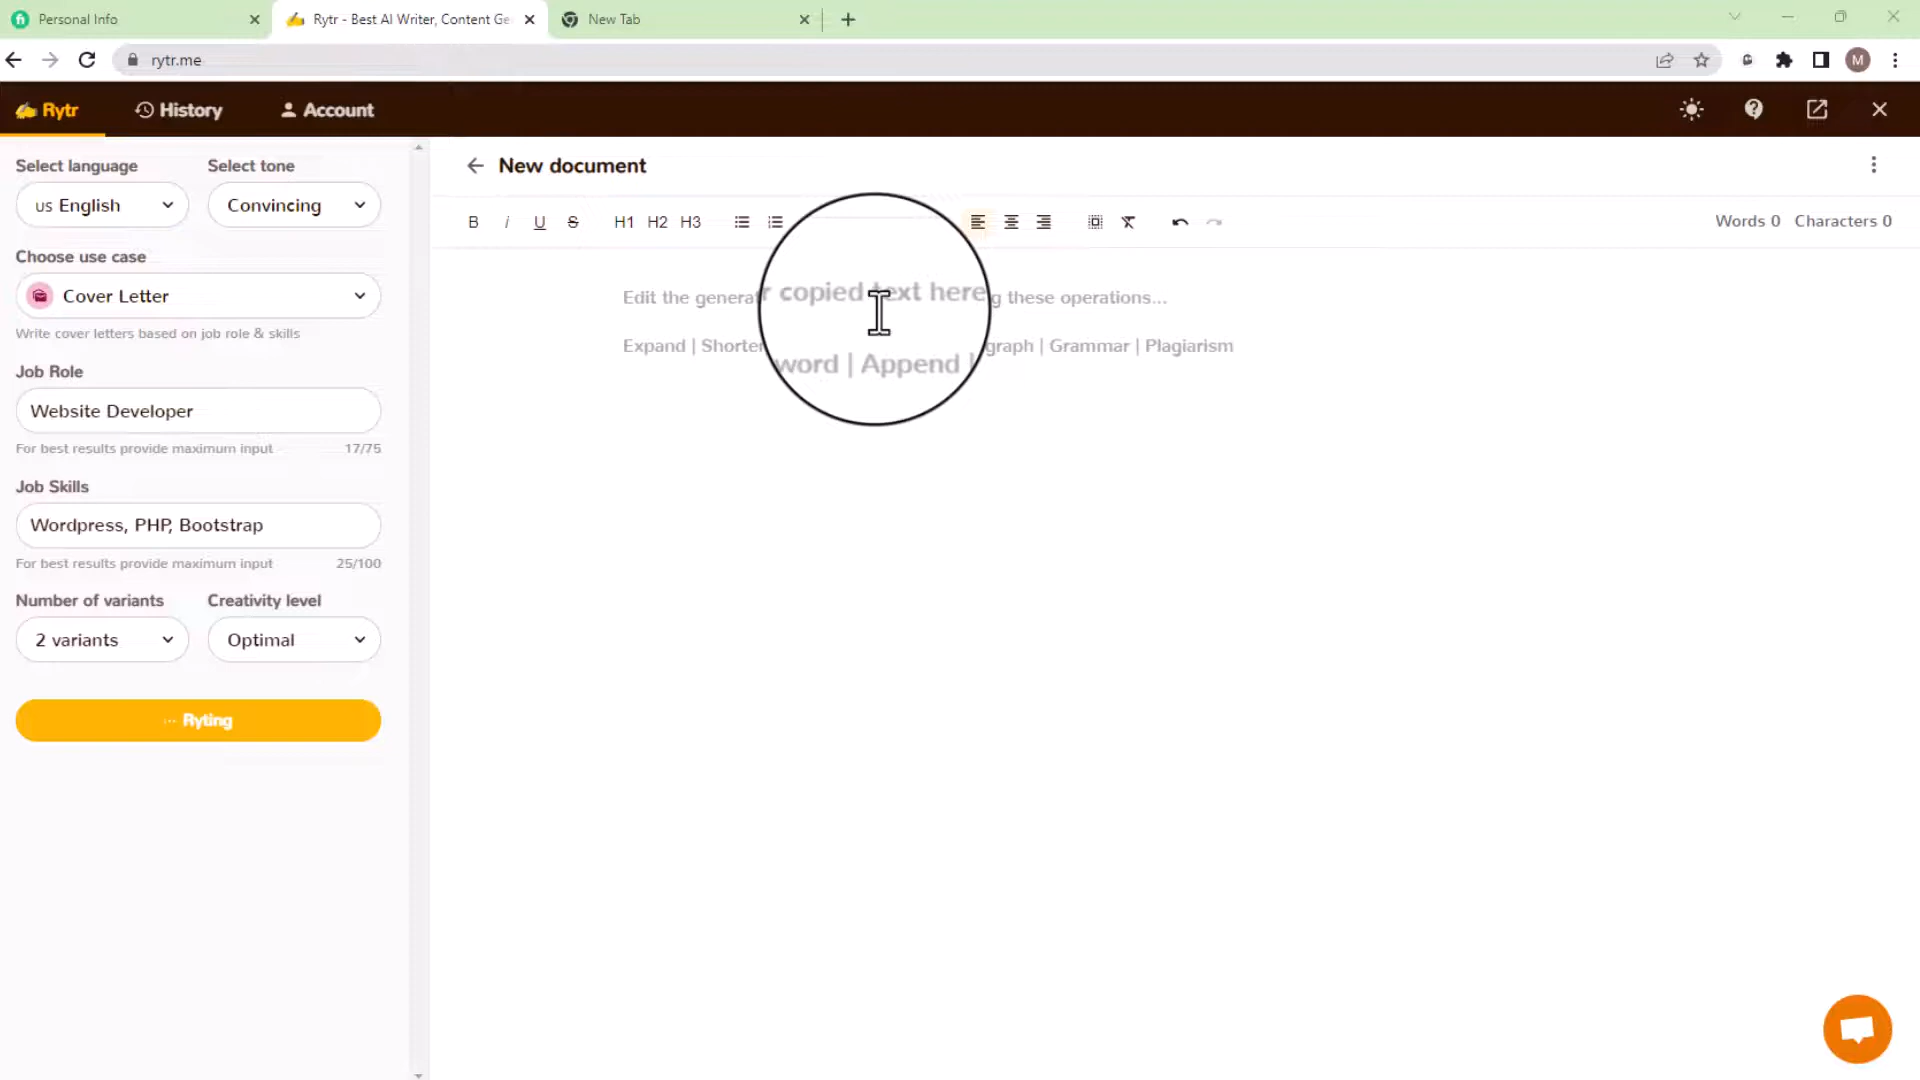 Personal Info
Rytr - Best AI Writer, Content Ge
New Tab
rytr.me
M
Rytr
History
Account
Select language
Select tone
us English
Convincing
Choose use case
Cover Letter
Write cover letters based on job role & skills
Job Role
Website Developer
For best results provide maximum input
17/75
Job Skills
Wordpress, PHP, Bootstrap
For best results provide maximum input
25/100
Number of variants
Creativity level
2 variants
Optimal
··· Ryting
New document
B i U S H1 H2 H3
Words 0 Characters 0
Edit the copied text here these operations...
Expand | word | Append | Grammar | Plagiarism